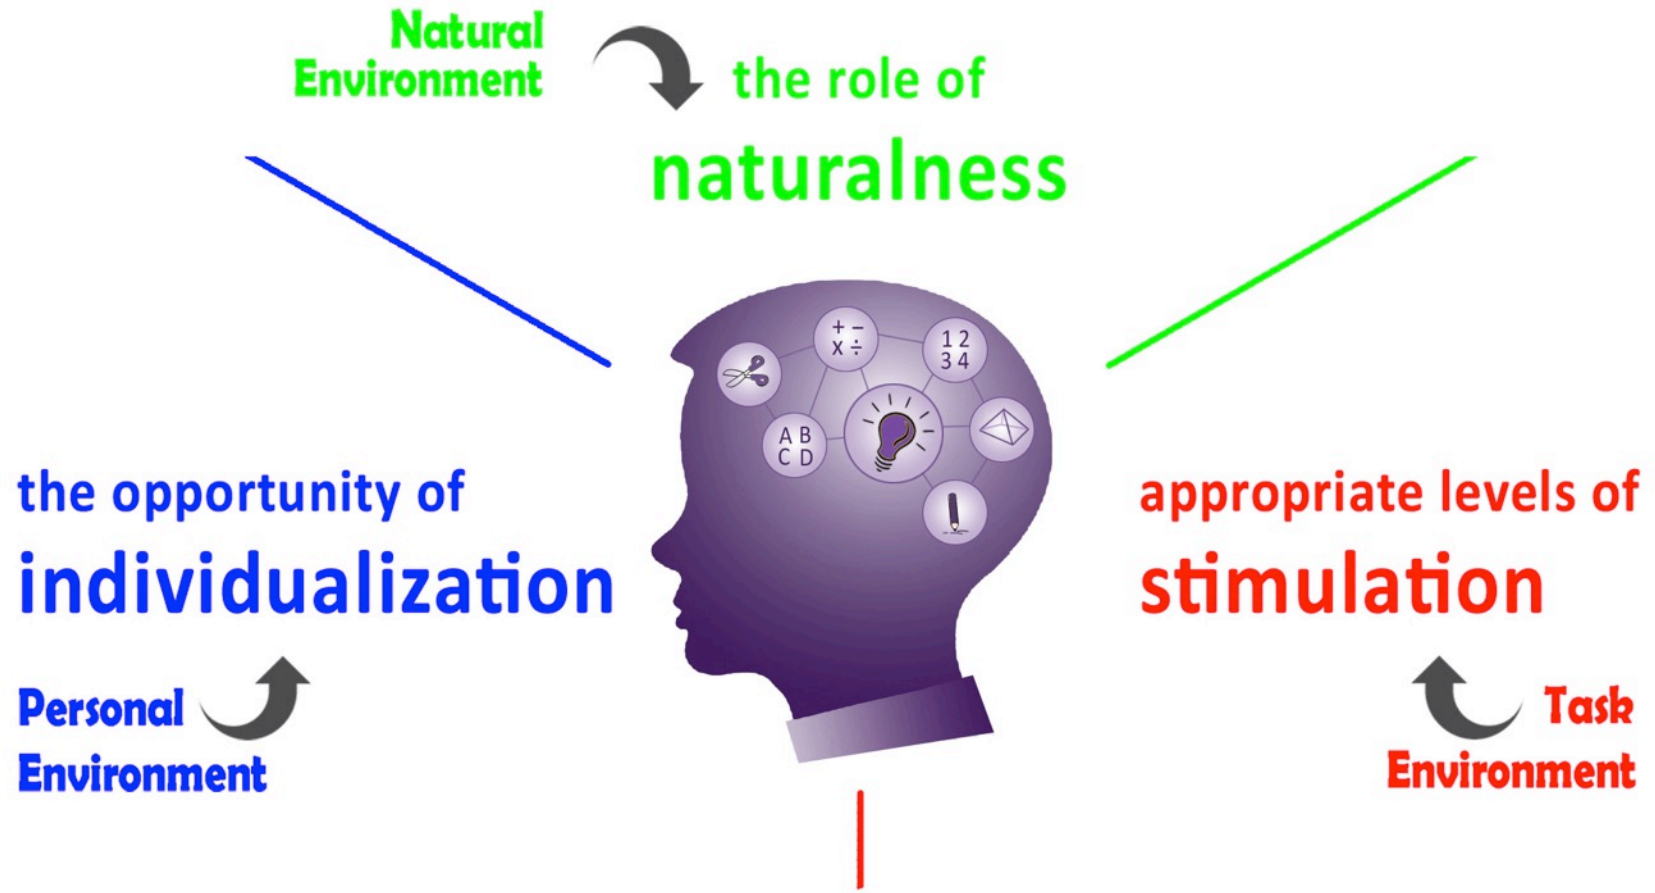 Natural
Environment
the role of
naturalness
+ −
x ÷
1 2
3 4
A B
C D
the opportunity of
individualization
Personal
Environment
appropriate levels of
stimulation
Task
Environment